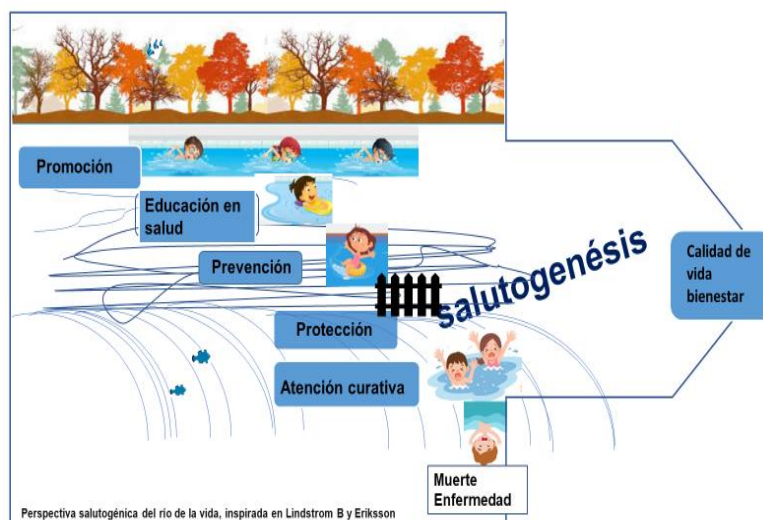 Promoción
Educación en
salud
Prevención
salutogenésis
Calidad de
vida
bienestar
Protección
Atención curativa
Muerte
Enfermedad
Perspectiva salutogénica del río de la vida, inspirada en Lindstrom B y Eriksson